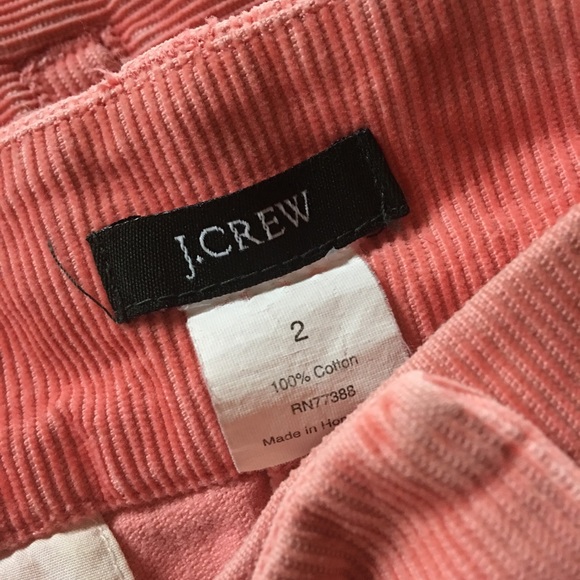 J.CREW
2
100% Cotton
RN77388
Made in